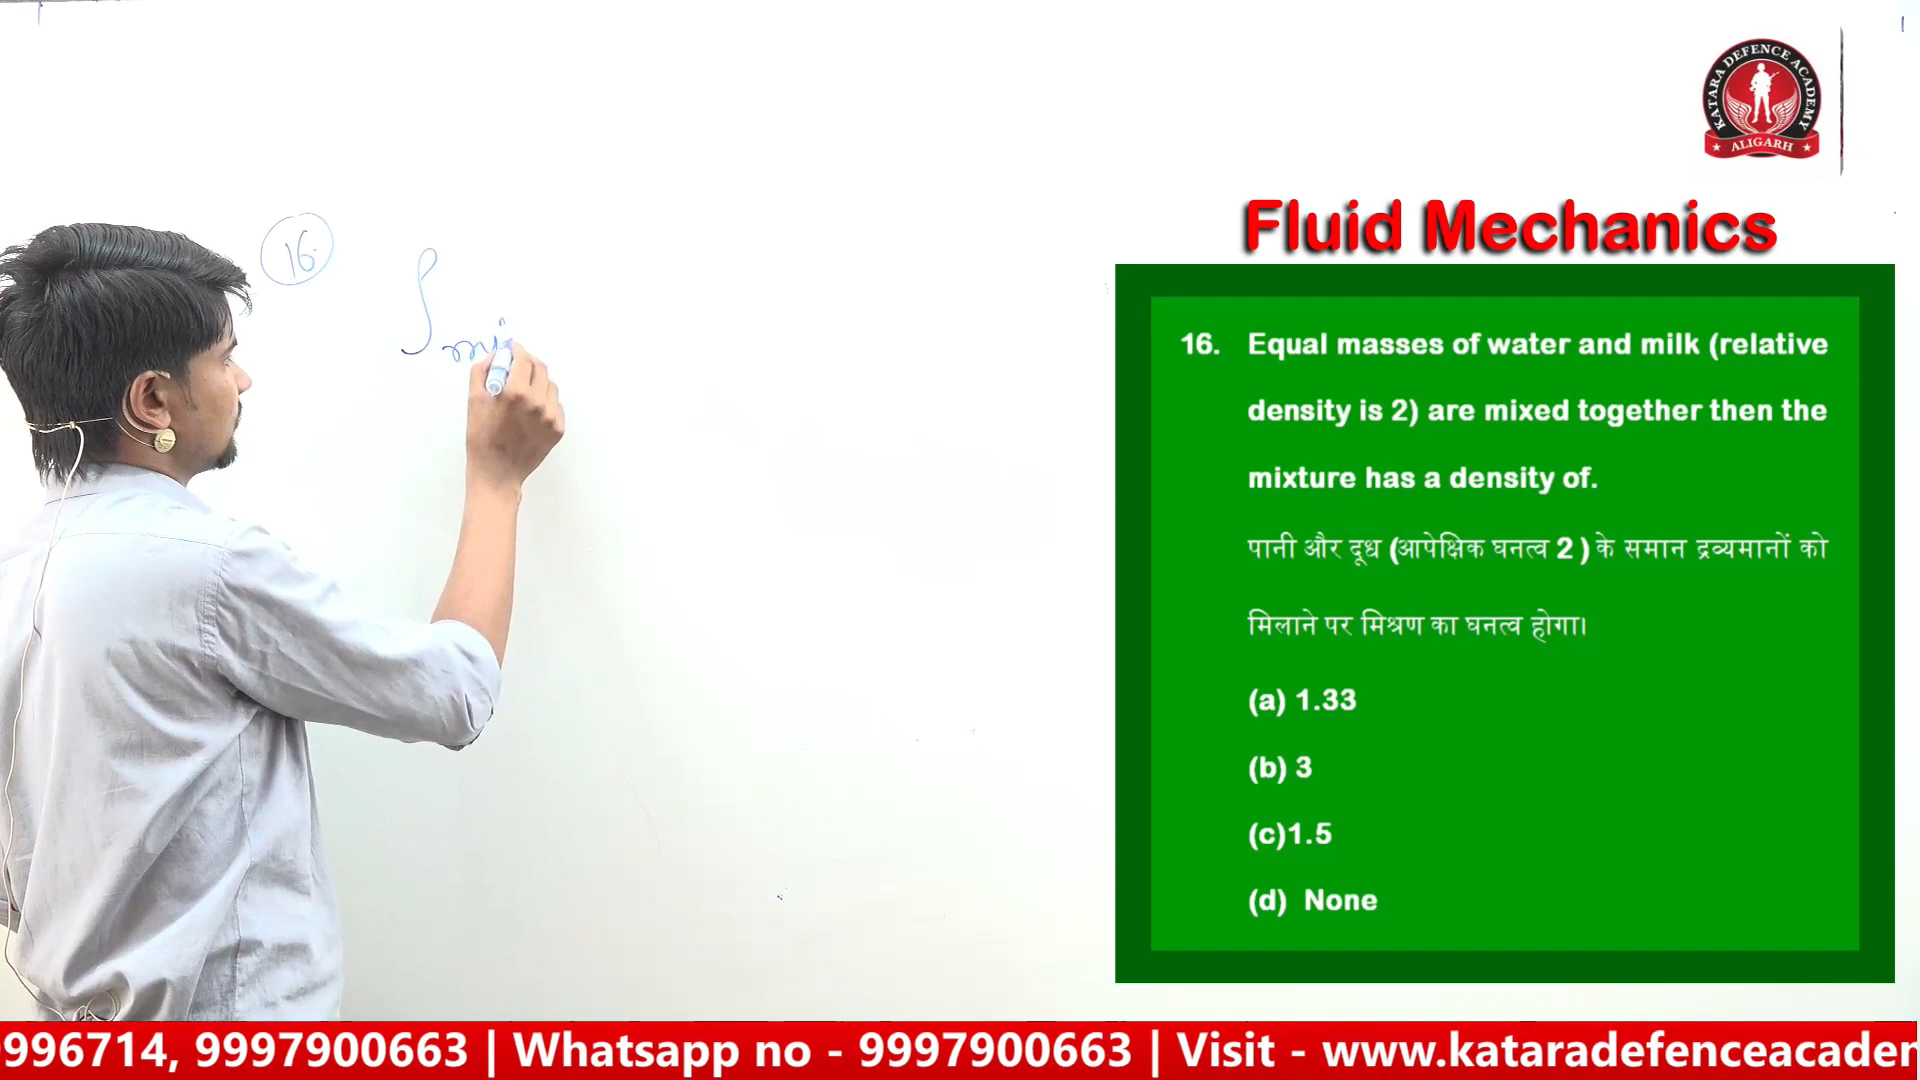 KATARA DEFENCE ACADEMY
ALIGARH
Fluid Mechanics
16.
ρ mi
16. Equal masses of water and milk (relative
density is 2) are mixed together then the
mixture has a density of.
पानी और दूध (आपेक्षिक घनत्व 2 ) के समान द्रव्यमानों को
मिलाने पर मिश्रण का घनत्व होगा।
(a) 1.33
(b) 3
(c)1.5
(d) None
996714, 9997900663 | Whatsapp no - 9997900663 | Visit - www.kataradefenceacaden